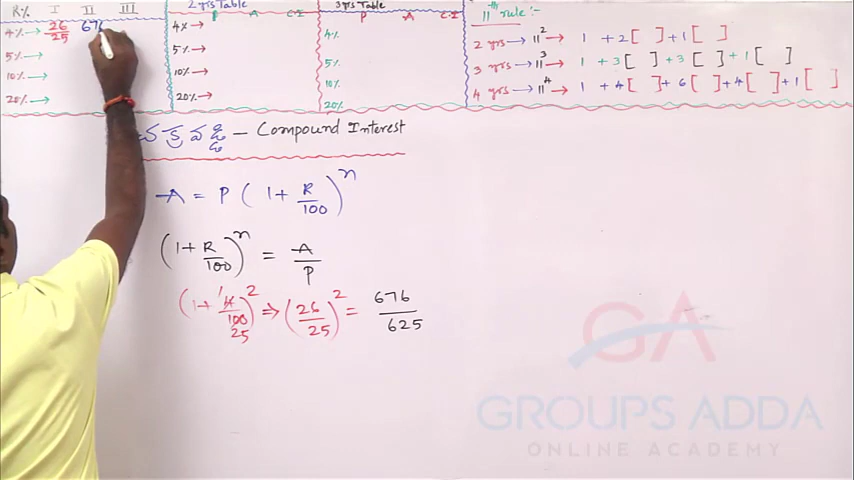 R% I II III
4% → 26/25 676
5% →
10% →
20% →
2 yrs Table
P A C.I
4% →
5% →
10% →
20% →
3 yrs Table
P A C.I
4%
5%
10%
20%
11th rule :-
2 yrs → 11² 1 + 2[ ] + 1[ ]
3 yrs → 11³ 1 + 3[ ] + 3[ ] + 1[ ]
4 yrs → 11⁴ 1 + 4[ ] + 6[ ] + 4[ ] + 1[ ]
చక్రవడ్డీ – Compound Interest
A = P (1 + R/100)ⁿ
(1 + R/100)ⁿ = A/P
(1 + 4/100)² ⇒ (26/25)² = 676/625
1
25
GA
GROUPS ADDA
ONLINE ACADEMY